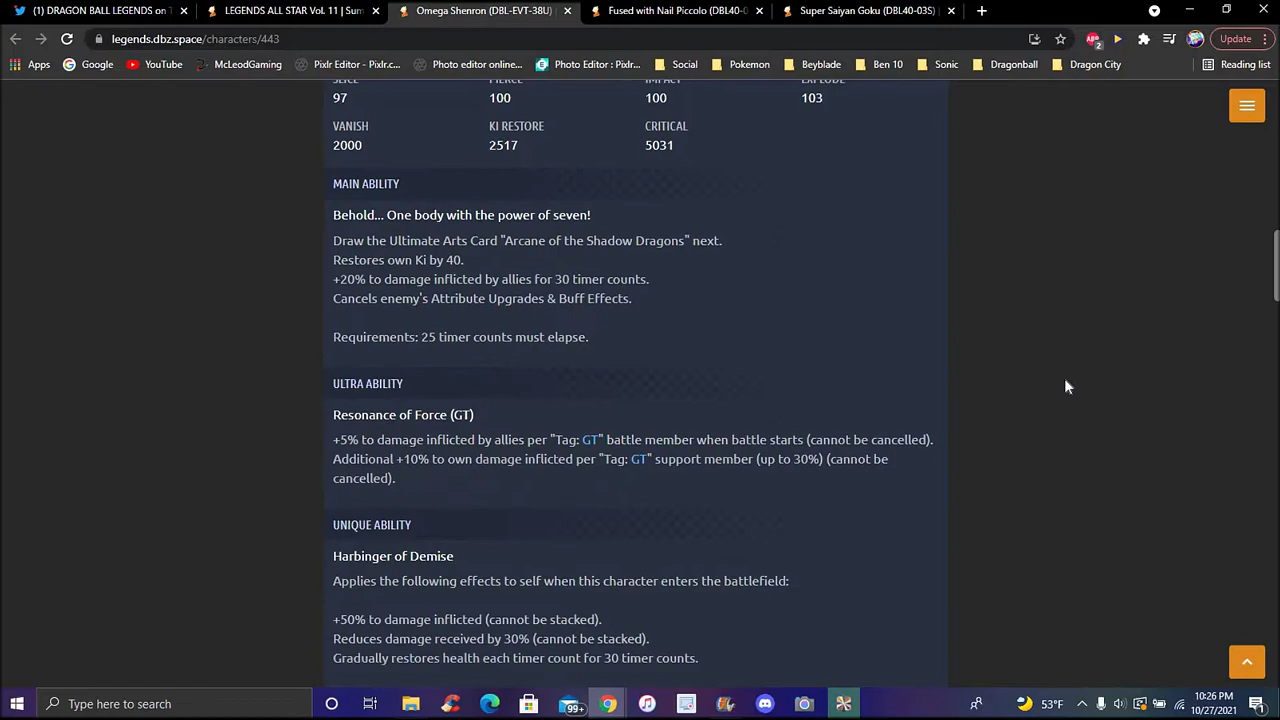 (1) DRAGON BALL LEGENDS on T
LEGENDS ALL STAR Vol. 11 | Sum
Omega Shenron (DBL-EVT-38U)
Fused with Nail Piccolo (DBL40-0
Super Saiyan Goku (DBL40-03S)
legends.dbz.space/characters/443
2
Update
Apps
Google
YouTube
McLeodGaming
Pixlr Editor - Pixlr.c...
Photo editor online...
Photo Editor : Pixlr...
Social
Pokemon
Beyblade
Ben 10
Sonic
Dragonball
Dragon City
Reading list
SLICE PIERCE IMPACT EXPLODE
97 100 100 103
VANISH KI RESTORE CRITICAL
2000 2517 5031
MAIN ABILITY
Behold... One body with the power of seven!
Draw the Ultimate Arts Card "Arcane of the Shadow Dragons" next.
Restores own Ki by 40.
+20% to damage inflicted by allies for 30 timer counts.
Cancels enemy's Attribute Upgrades & Buff Effects.
Requirements: 25 timer counts must elapse.
ULTRA ABILITY
Resonance of Force (GT)
+5% to damage inflicted by allies per "Tag: GT" battle member when battle starts (cannot be cancelled).
Additional +10% to own damage inflicted per "Tag: GT" support member (up to 30%) (cannot be
cancelled).
UNIQUE ABILITY
Harbinger of Demise
Applies the following effects to self when this character enters the battlefield:
+50% to damage inflicted (cannot be stacked).
Reduces damage received by 30% (cannot be stacked).
Gradually restores health each timer count for 30 timer counts.
Type here to search
99+
53°F
10:26 PM
10/27/2021
1